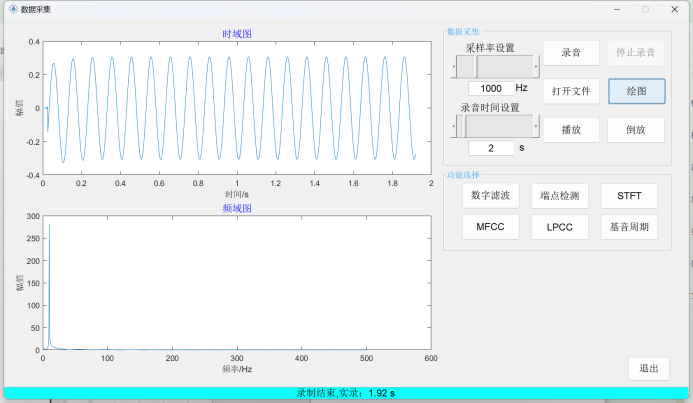 数据采集
时域图
0.4
0.2
0
-0.2
-0.4
幅值
0 0.2 0.4 0.6 0.8 1 1.2 1.4 1.6 1.8 2
时间/s
频域图
300
250
200
150
100
50
0
幅值
0 100 200 300 400 500 600
频率/Hz
数据采集
采样率设置
1000 Hz
录音时间设置
2 s
录音 停止录音
打开文件 绘图
播放 倒放
功能选择
数字滤波 端点检测 STFT
MFCC LPCC 基音周期
退出
录制结束,实录：1.92 s